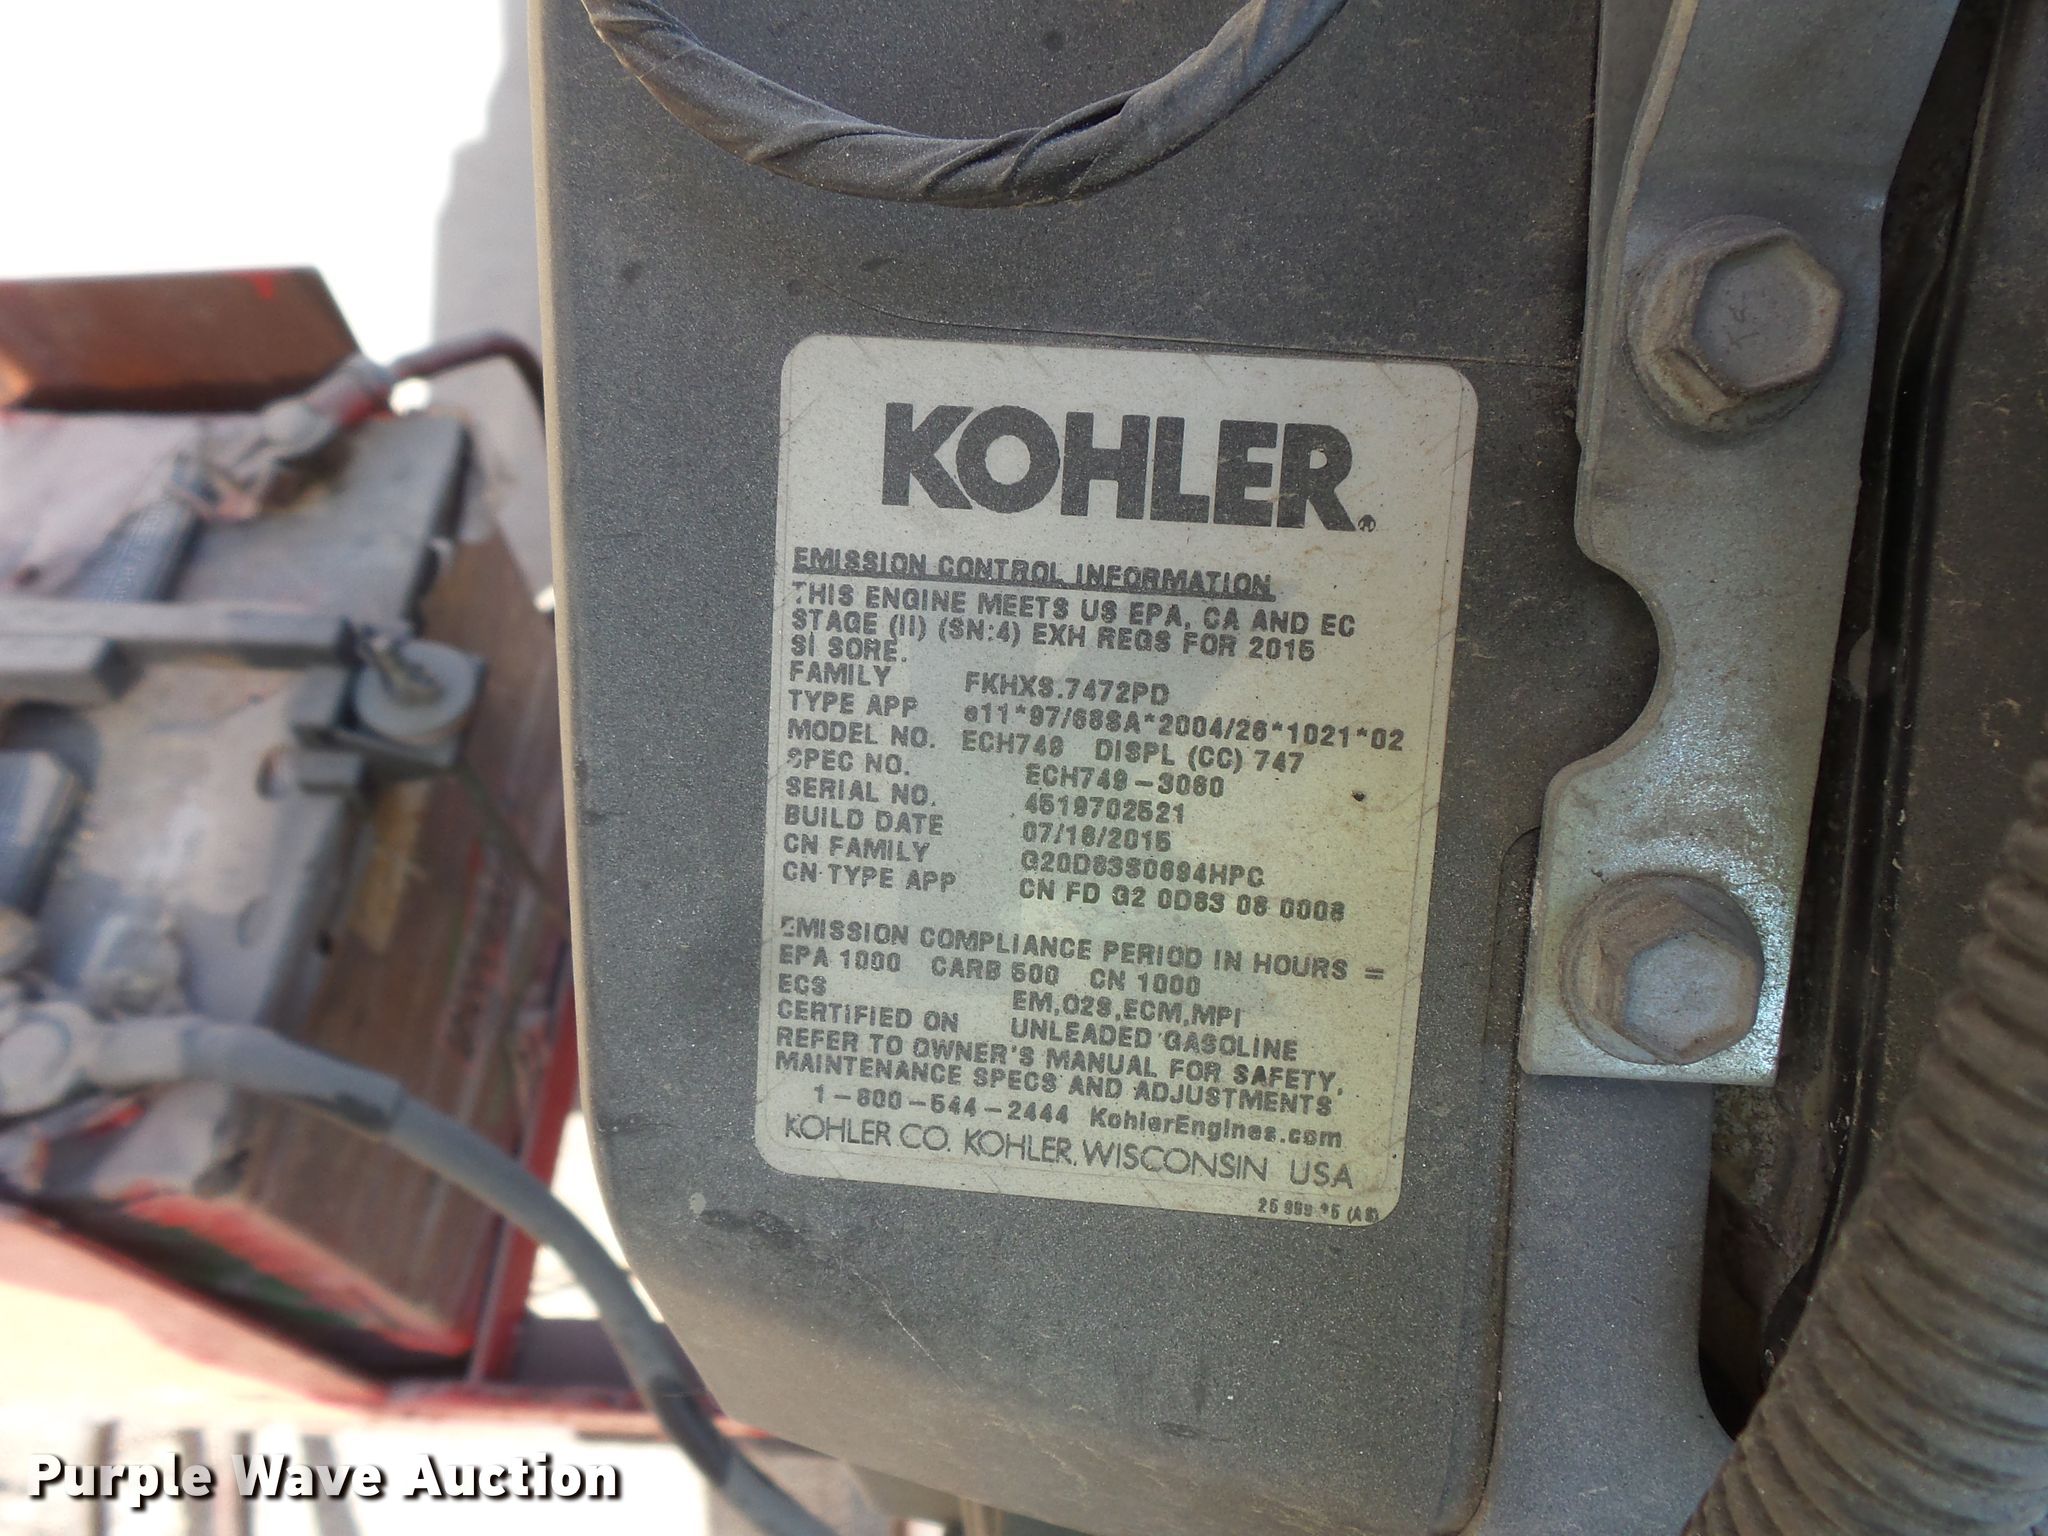 KOHLER®
EMISSION CONTROL INFORMATION
THIS ENGINE MEETS US EPA, CA AND EC
STAGE (II) (SN:4) EXH REGS FOR 2015
SI SORE.
FAMILY FKHXS.7472PD
TYPE APP e11*97/68SA*2004/26*1021*02
MODEL NO. ECH749 DISPL (CC) 747
SPEC NO. ECH749-3060
SERIAL NO. 4519702521
BUILD DATE 07/16/2015
CN FAMILY
CN TYPE APP CN FD G2 0D63 08
EMISSION COMPLIANCE PERIOD IN HOURS =
EPA 1000 CARB 500 CN 1000
ECS EM,O2S,ECM,MPI
CERTIFIED ON UNLEADED GASOLINE
REFER TO OWNER'S MANUAL FOR SAFETY,
MAINTENANCE SPECS AND ADJUSTMENTS
1-800-544-2444 KohlerEngines.com
KOHLER CO. KOHLER, WISCONSIN USA
Purple Wave Auction